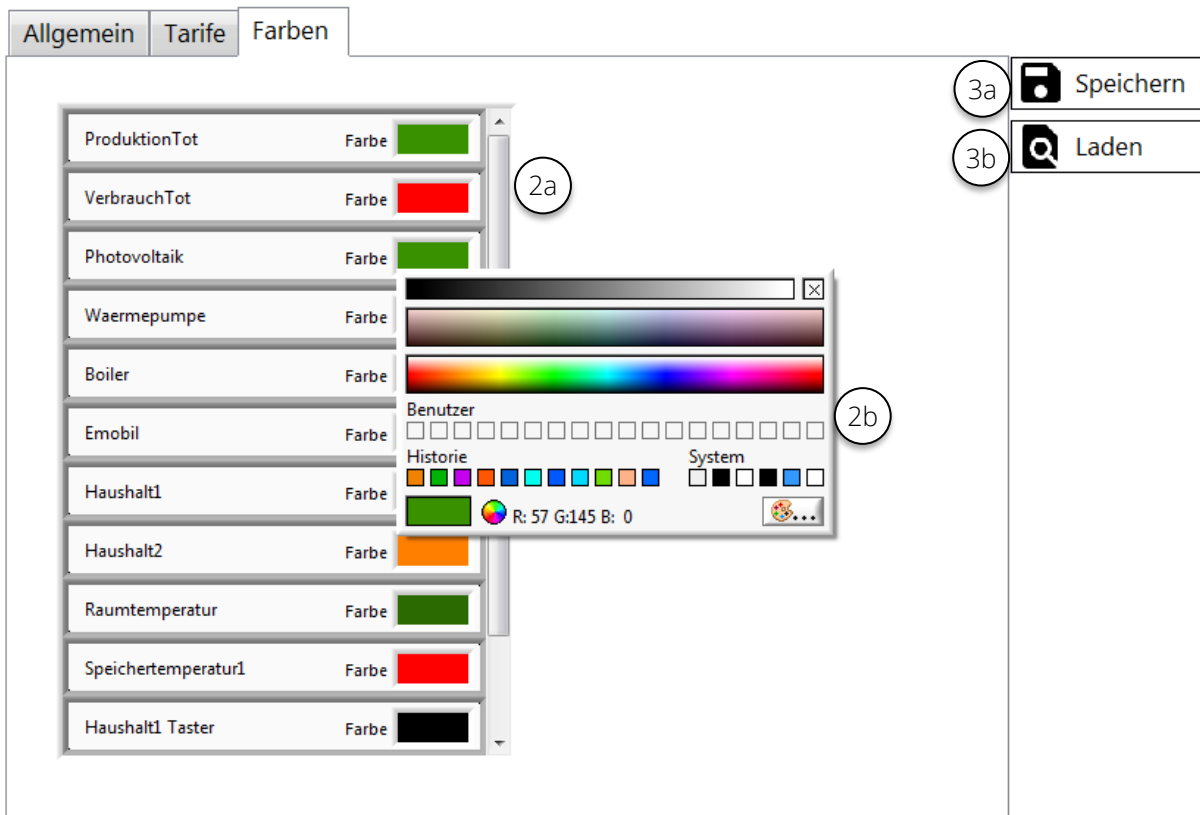 Allgemein Tarife Farben
3a Speichern
3b Laden
ProduktionTot Farbe
2a
VerbrauchTot Farbe
Photovoltaik Farbe
Waermepumpe Farbe
Boiler Farbe
Emobil Farbe
Haushalt1 Farbe
Haushalt2 Farbe
Raumtemperatur Farbe
Speichertemperatur1 Farbe
Haushalt1 Taster Farbe
Benutzer
2b
Historie System
R: 57 G:145 B: 0
...